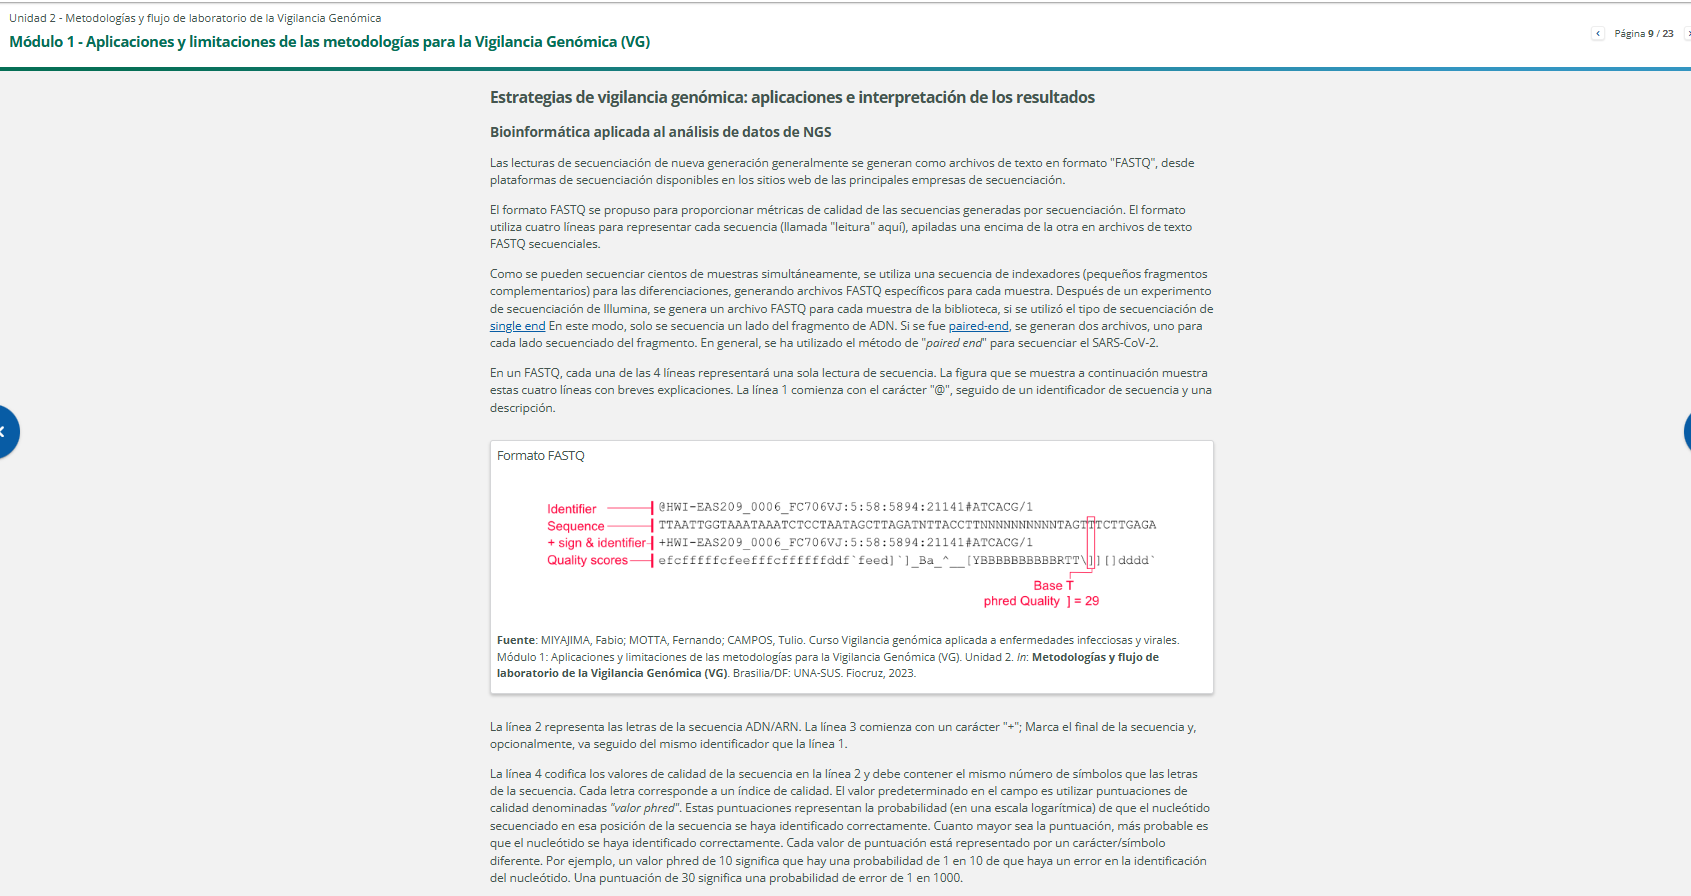 Unidad 2 - Metodologías y flujo de laboratorio de la Vigilancia Genómica
Módulo 1 - Aplicaciones y limitaciones de las metodologías para la Vigilancia Genómica (VG)
Página 9 / 23
Estrategias de vigilancia genómica: aplicaciones e interpretación de los resultados
Bioinformática aplicada al análisis de datos de NGS
Las lecturas de secuenciación de nueva generación generalmente se generan como archivos de texto en formato "FASTQ", desde
plataformas de secuenciación disponibles en los sitios web de las principales empresas de secuenciación.
El formato FASTQ se propuso para proporcionar métricas de calidad de las secuencias generadas por secuenciación. El formato
utiliza cuatro líneas para representar cada secuencia (llamada "leitura" aquí), apiladas una encima de la otra en archivos de texto
FASTQ secuenciales.
Como se pueden secuenciar cientos de muestras simultáneamente, se utiliza una secuencia de indexadores (pequeños fragmentos
complementarios) para las diferenciaciones, generando archivos FASTQ específicos para cada muestra. Después de un experimento
de secuenciación de Illumina, se genera un archivo FASTQ para cada muestra de la biblioteca, si se utilizó el tipo de secuenciación de
single end En este modo, solo se secuencia un lado del fragmento de ADN. Si se fue paired-end, se generan dos archivos, uno para
cada lado secuenciado del fragmento. En general, se ha utilizado el método de "paired end" para secuenciar el SARS-CoV-2.
En un FASTQ, cada una de las 4 líneas representará una sola lectura de secuencia. La figura que se muestra a continuación muestra
estas cuatro líneas con breves explicaciones. La línea 1 comienza con el carácter "@", seguido de un identificador de secuencia y una
descripción.
Formato FASTQ
Identifier @HWI-EAS209_0006_FC706VJ:5:58:5894:21141#ATCACG/1
Sequence TTAATTGGTAAATAAATCTCCTAATAGCTTAGATNTTACCTTNNNNNNNNNNTAGTTTCTTGAGA
+ sign & identifier +HWI-EAS209_0006_FC706VJ:5:58:5894:21141#ATCACG/1
Quality scores efcfffffcfeefffcffffffddf`feed]`]_Ba_^__[YBBBBBBBBBBRTT\]][]dddd`
Base T
phred Quality ] = 29
Fuente: MIYAJIMA, Fabio; MOTTA, Fernando; CAMPOS, Tulio. Curso Vigilancia genómica aplicada a enfermedades infecciosas y virales.
Módulo 1: Aplicaciones y limitaciones de las metodologías para la Vigilancia Genómica (VG). Unidad 2. In: Metodologías y flujo de
laboratorio de la Vigilancia Genómica (VG). Brasilia/DF: UNA-SUS. Fiocruz, 2023.
La línea 2 representa las letras de la secuencia ADN/ARN. La línea 3 comienza con un carácter "+"; Marca el final de la secuencia y,
opcionalmente, va seguido del mismo identificador que la línea 1.
La línea 4 codifica los valores de calidad de la secuencia en la línea 2 y debe contener el mismo número de símbolos que las letras
de la secuencia. Cada letra corresponde a un índice de calidad. El valor predeterminado en el campo es utilizar puntuaciones de
calidad denominadas "valor phred". Estas puntuaciones representan la probabilidad (en una escala logarítmica) de que el nucleótido
secuenciado en esa posición de la secuencia se haya identificado correctamente. Cuanto mayor sea la puntuación, más probable es
que el nucleótido se haya identificado correctamente. Cada valor de puntuación está representado por un carácter/símbolo
diferente. Por ejemplo, un valor phred de 10 significa que hay una probabilidad de 1 en 10 de que haya un error en la identificación
del nucleótido. Una puntuación de 30 significa una probabilidad de error de 1 en 1000.